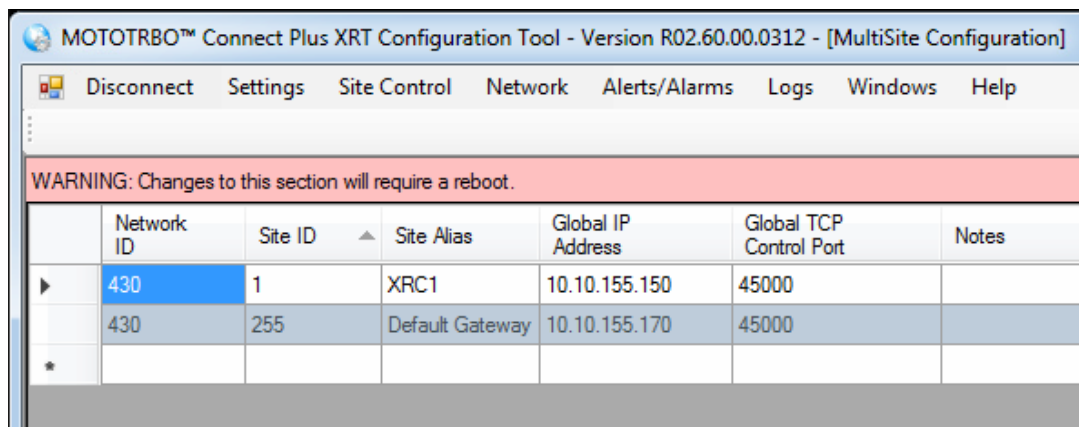 MOTOTRBO™ Connect Plus XRT Configuration Tool - Version R02.60.00.0312 - [MultiSite Configuration]
Disconnect Settings Site Control Network Alerts/Alarms Logs Windows Help
WARNING: Changes to this section will require a reboot.
Network ID Site ID Site Alias Global IP Address Global TCP Control Port Notes
430 1 XRC1 10.10.155.150 45000
430 255 Default Gateway 10.10.155.170 45000
*